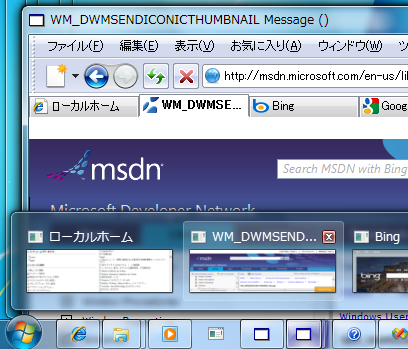 WM_DWMSENDICONICTHUMBNAIL Message ()
ファイル(F) 編集(E) 表示(V) お気に入り(A) ウィンドウ(W) ツ
http://msdn.microsoft.com/en-us/li
ローカルホーム WM_DWMSE... Bing Goog
msdn
Search MSDN with Bing
Microsoft Developer Network
ローカルホーム WM_DWMSEND... Bing
Windows User